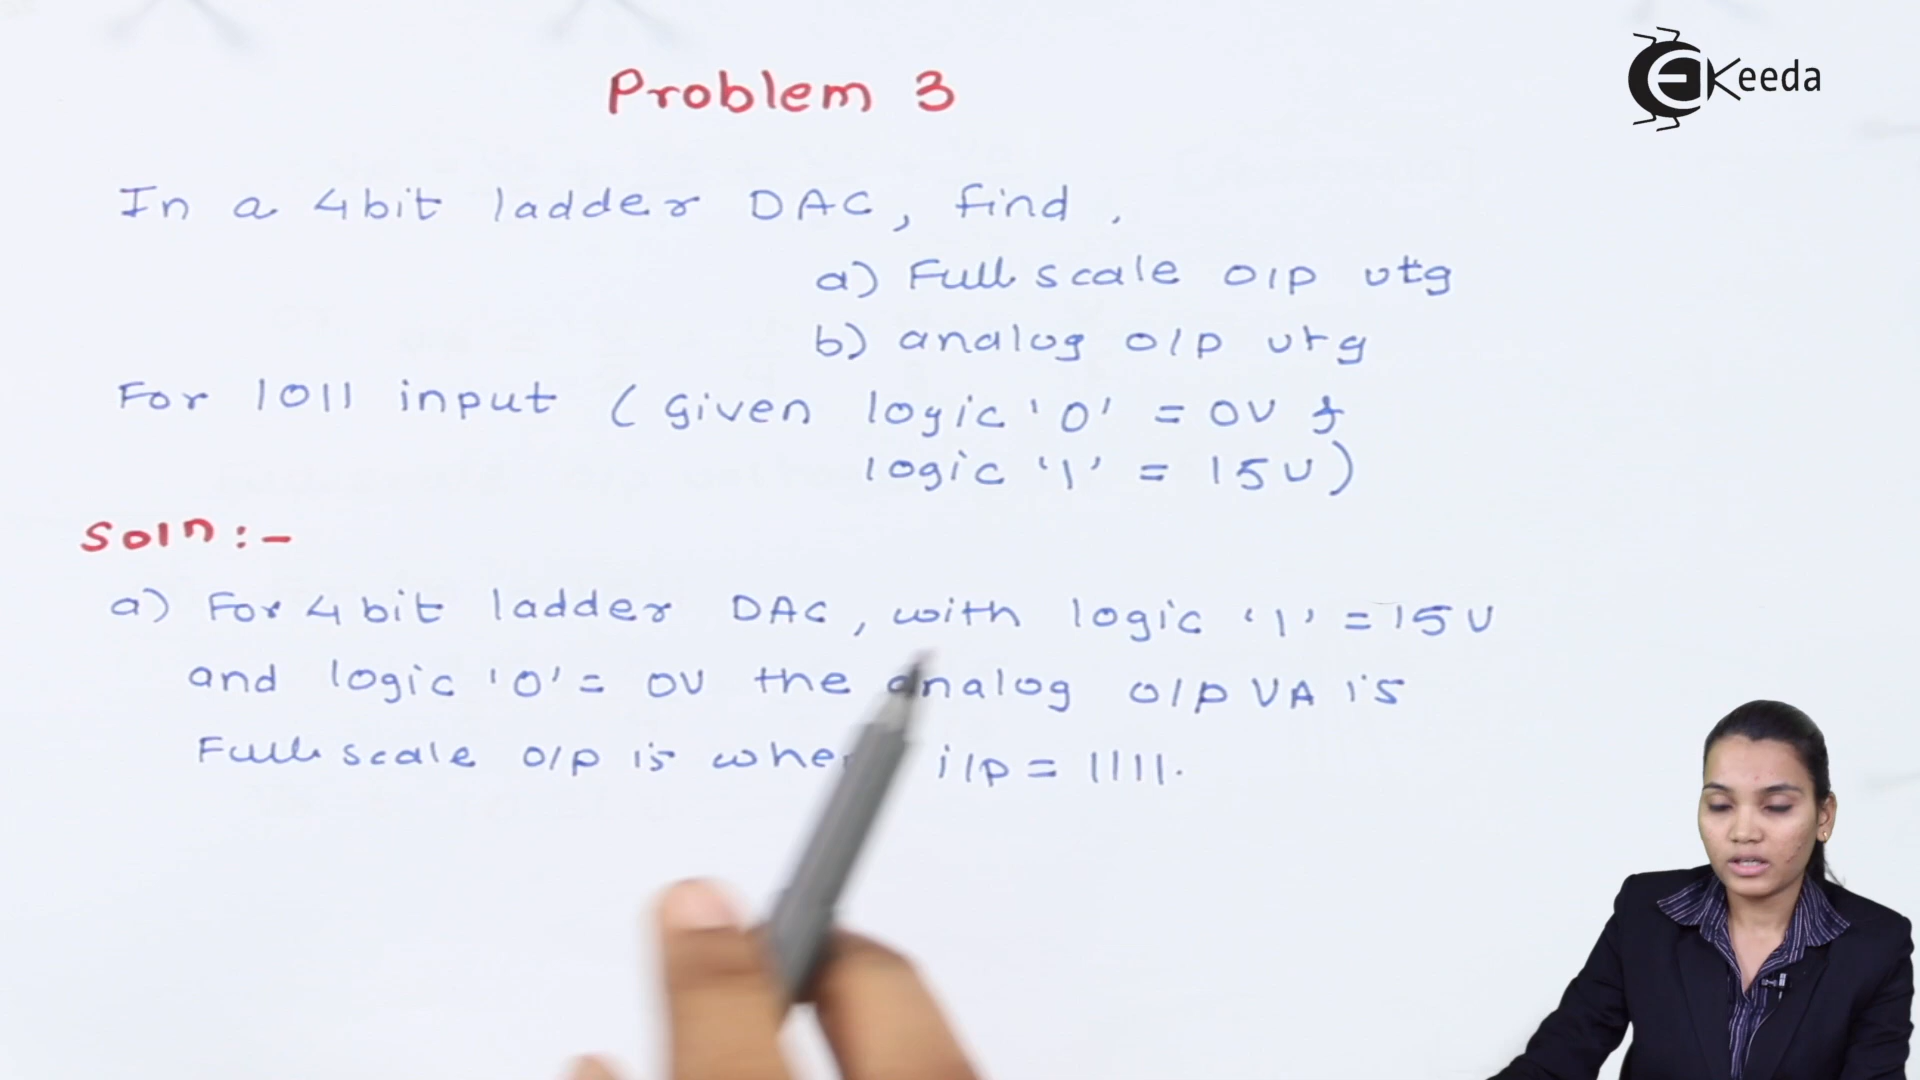 EKeeda
Problem 3
In a 4bit ladder DAC, find.
a) Full scale o/p vtg
b) analog o/p vtg
For 1011 input (given logic '0' = 0V &
logic '1' = 15V)
Soln:-
a) For 4 bit ladder DAC, with logic '1' = 15V
and logic '0' = 0V the analog o/p VA is
Full scale o/p is when i/p = 1111.